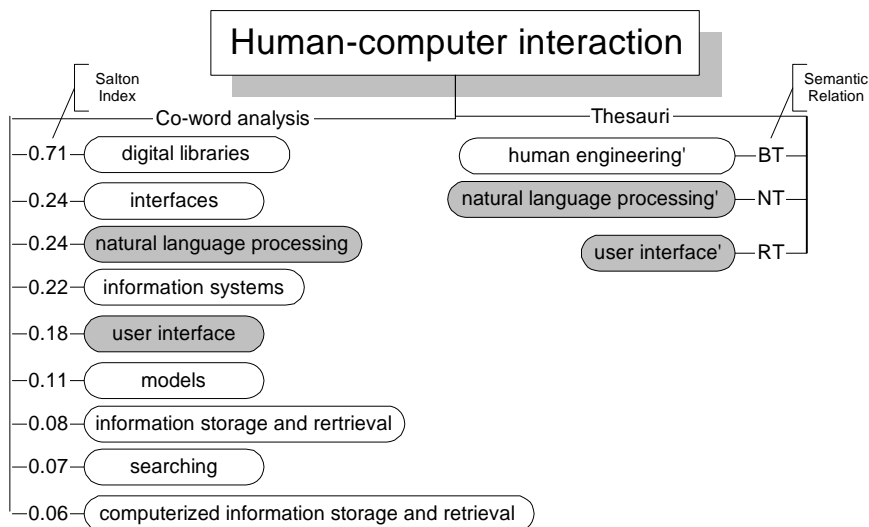 Human-computer interaction
Salton
Index
Semantic
Relation
Co-word analysis
Thesauri
0.71 digital libraries
0.24 interfaces
0.24 natural language processing
0.22 information systems
0.18 user interface
0.11 models
0.08 information storage and rertrieval
0.07 searching
0.06 computerized information storage and retrieval
human engineering' BT
natural language processing' NT
user interface' RT